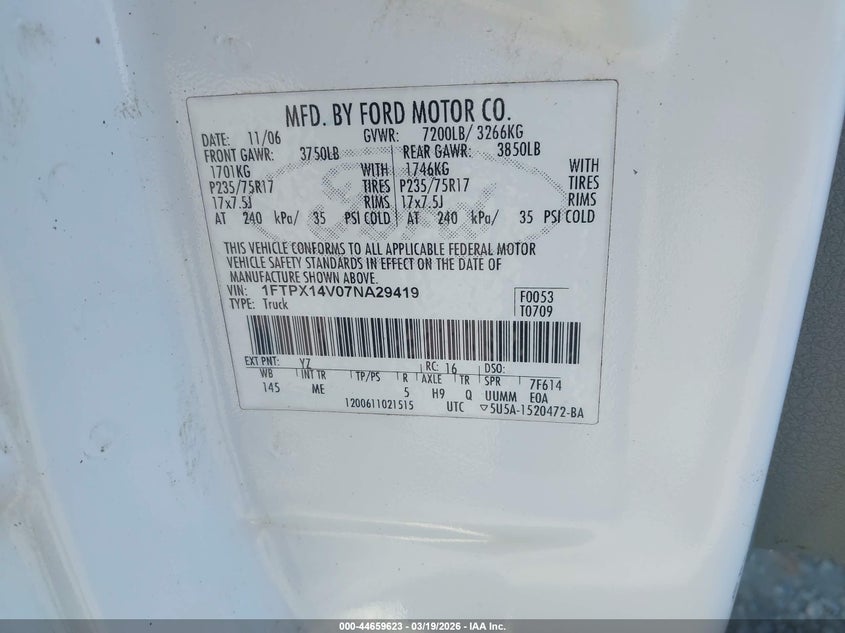 MFD. BY FORD MOTOR CO.
DATE: 11/06 GVWR: 7200LB/ 3266KG
FRONT GAWR: 3750LB REAR GAWR: 3850LB
1701KG WITH 1746KG WITH
P235/75R17 TIRES P235/75R17 TIRES
17x7.5J RIMS 17x7.5J RIMS
AT 240 kPa/ 35 PSI COLD AT 240 kPa/ 35 PSI COLD
THIS VEHICLE CONFORMS TO ALL APPLICABLE FEDERAL MOTOR
VEHICLE SAFETY STANDARDS IN EFFECT ON THE DATE OF
MANUFACTURE SHOWN ABOVE.
VIN: 1FTPX14V07NA29419 F0053
TYPE: Truck T0709
EXT PNT: YZ RC: 16 DSO:
WB INT TR TP/PS R AXLE TR SPR 7F614
145 ME 5 H9 Q UUMM E0A
1200611021515 UTC ▽5U5A-1520472-BA
000-44659623 - 03/19/2026 - IAA Inc.